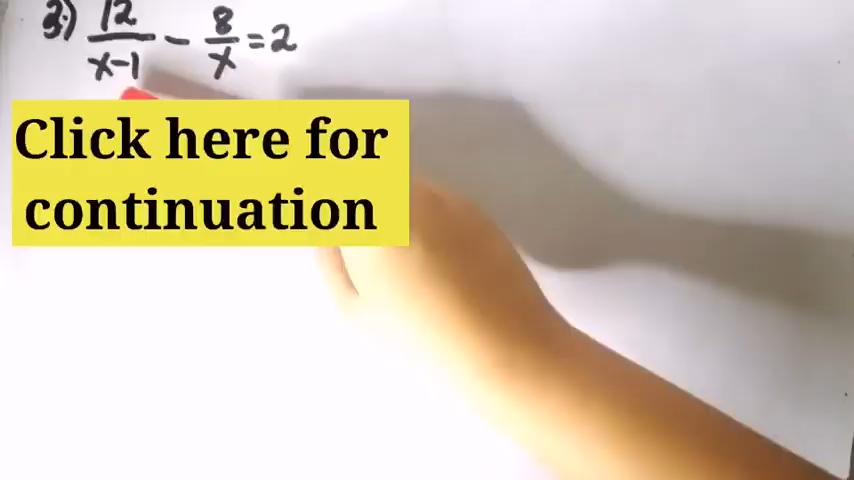 3.) 12/(x-1) - 8/x = 2
Click here for
continuation